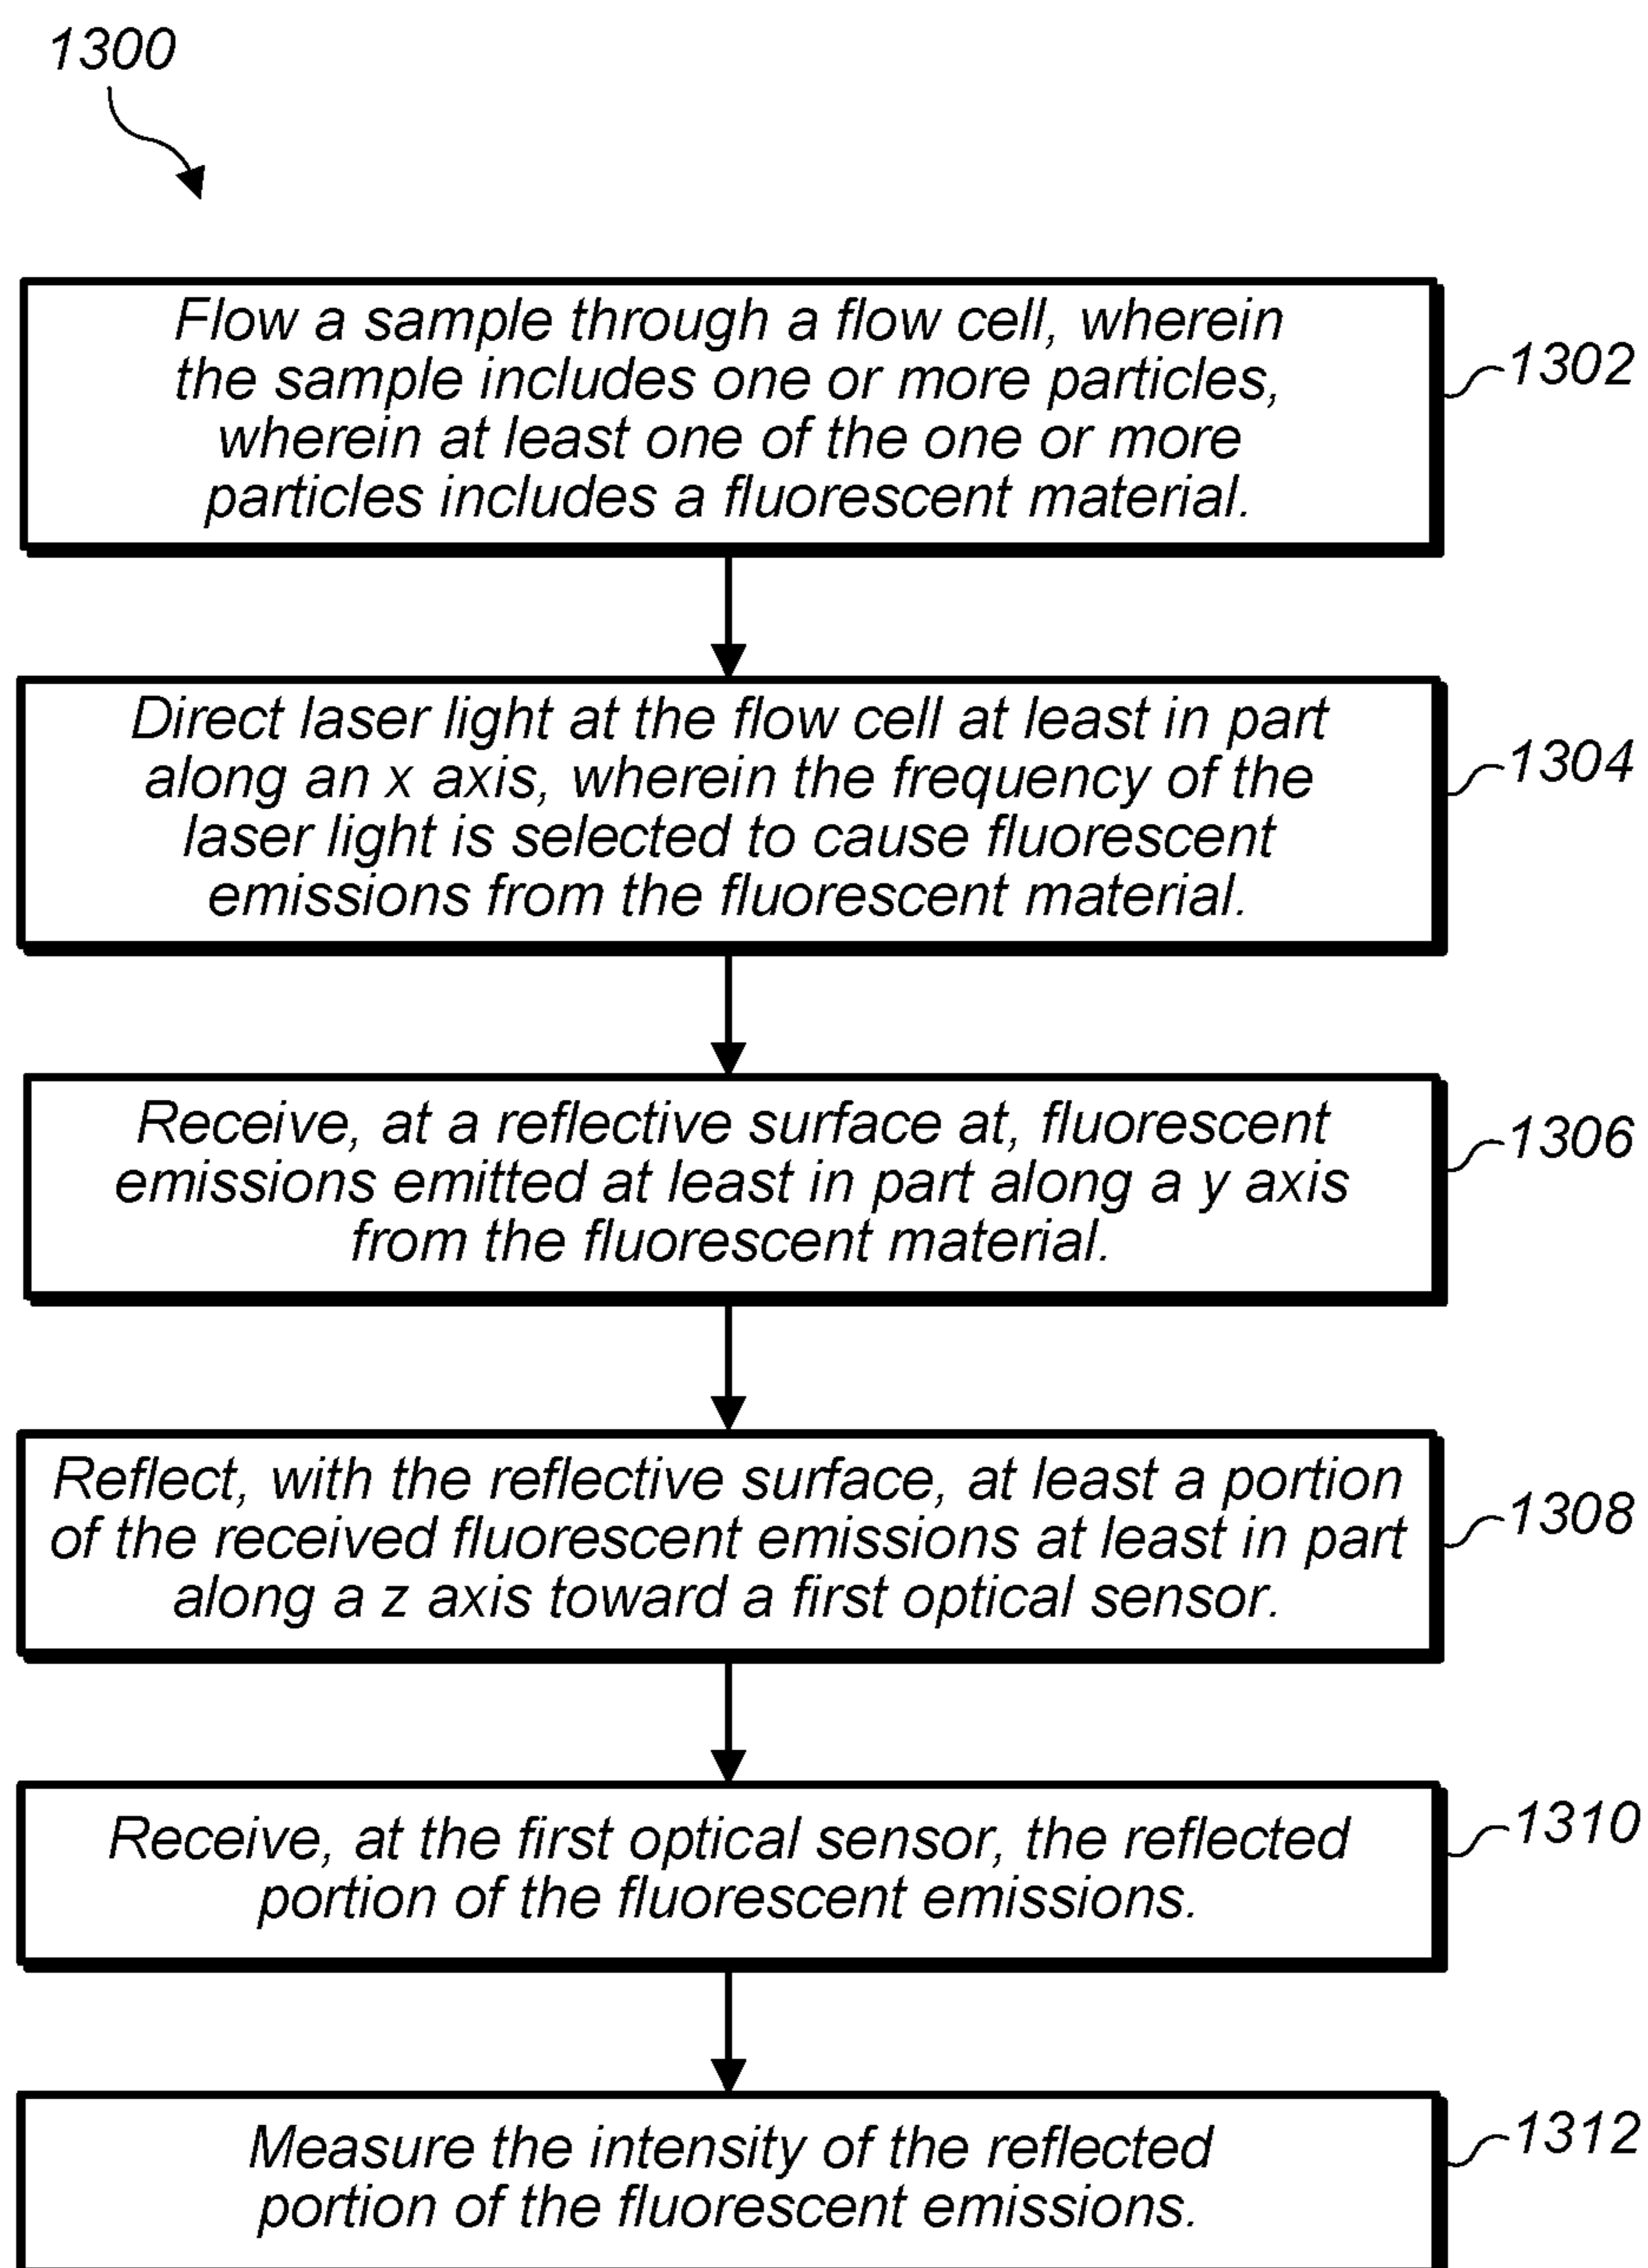 1300
Flow a sample through a flow cell, wherein
the sample includes one or more particles,
wherein at least one of the one or more
particles includes a fluorescent material.
1302
Direct laser light at the flow cell at least in part
along an x axis, wherein the frequency of the
laser light is selected to cause fluorescent
emissions from the fluorescent material.
1304
Receive, at a reflective surface at, fluorescent
emissions emitted at least in part along a y axis
from the fluorescent material.
1306
Reflect, with the reflective surface, at least a portion
of the received fluorescent emissions at least in part
along a z axis toward a first optical sensor.
1308
Receive, at the first optical sensor, the reflected
portion of the fluorescent emissions.
1310
Measure the intensity of the reflected
portion of the fluorescent emissions.
1312